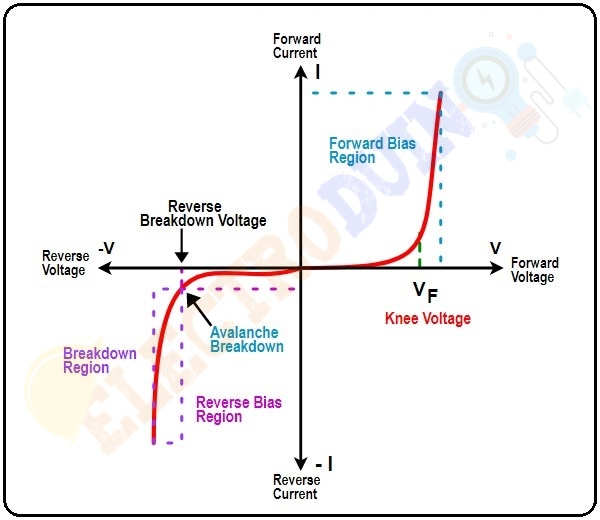 Forward
Current
I
Forward Bias
Region
Reverse
Breakdown Voltage
-V
V
Reverse
Voltage
Forward
Voltage
VF
Knee Voltage
Avalanche
Breakdown
Breakdown
Region
Reverse Bias
Region
- I
Reverse
Current
ELECTRODUINO